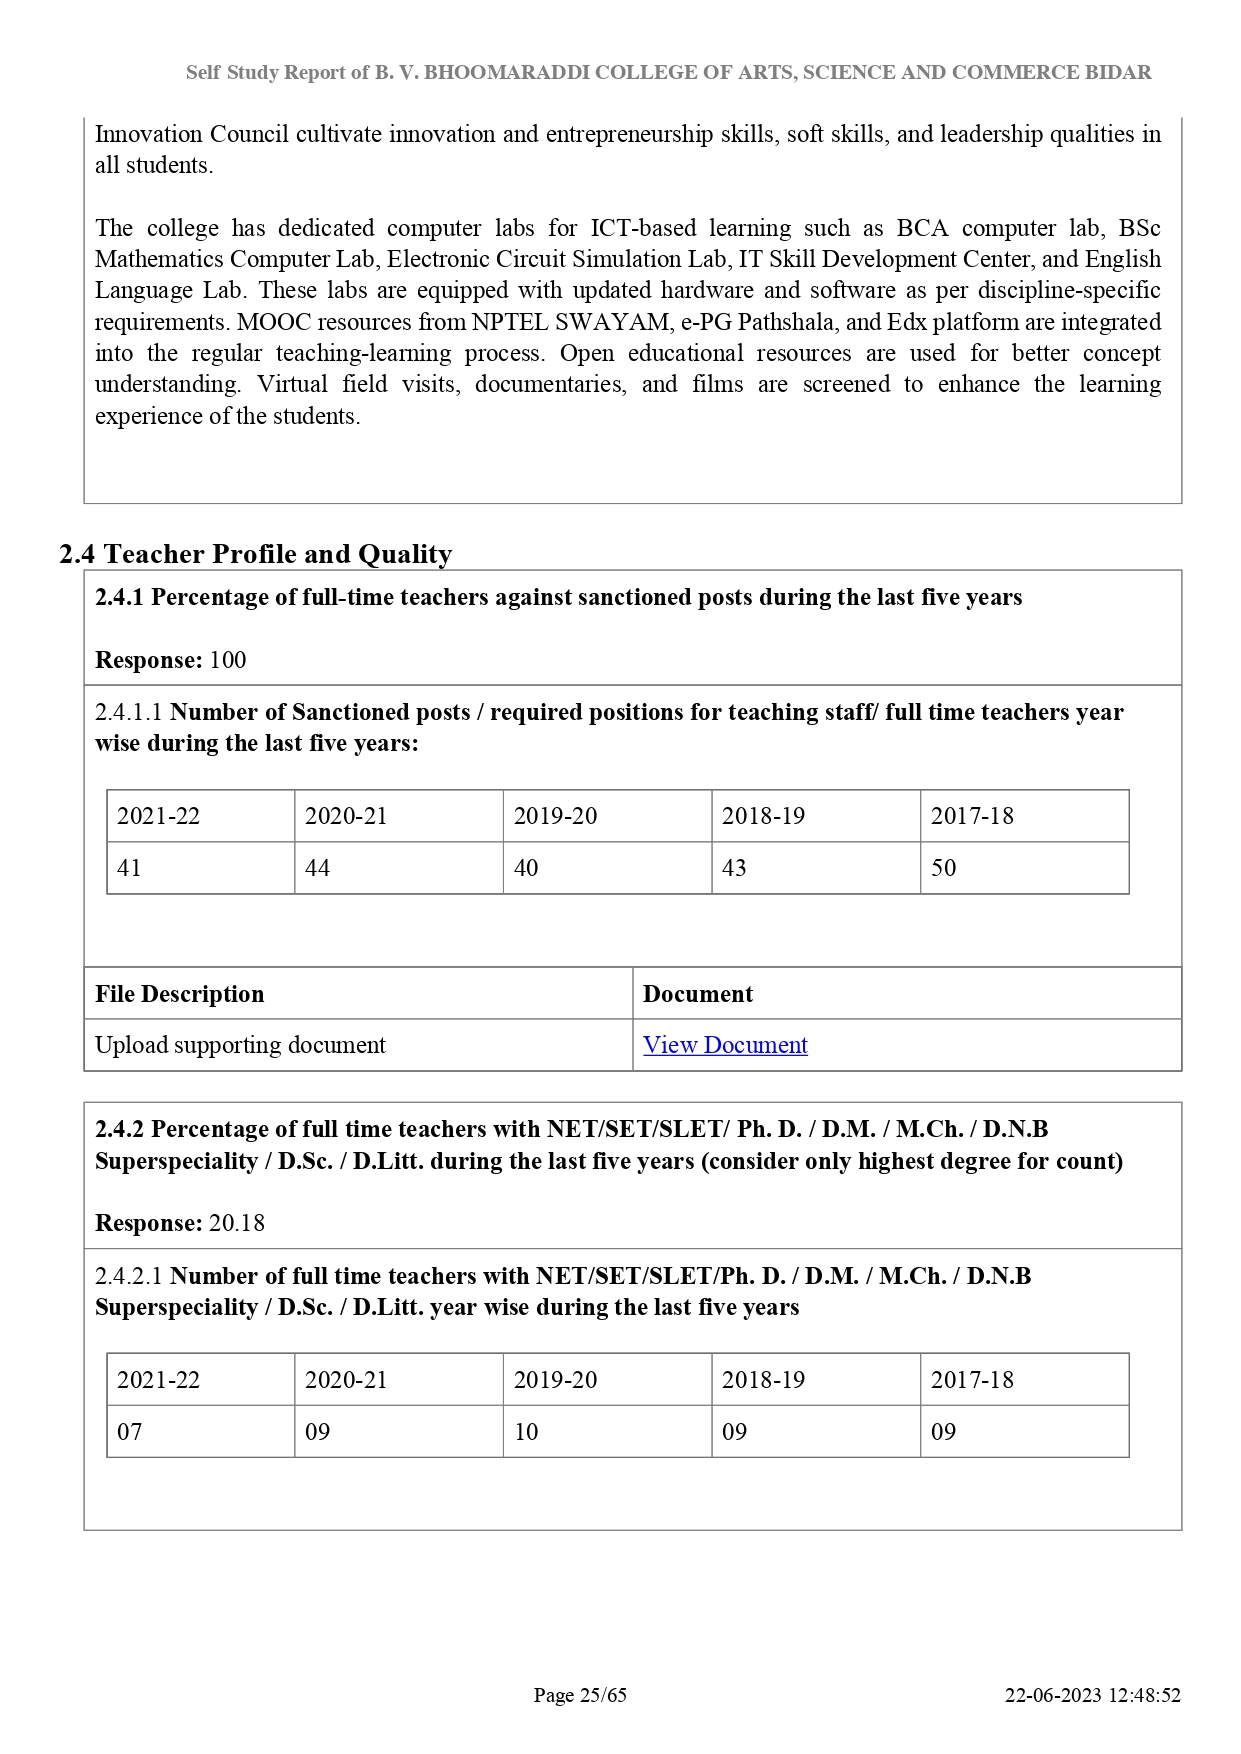 Self Study Report of B. V. BHOOMARADDI COLLEGE OF ARTS, SCIENCE AND COMMERCE BIDAR
Innovation Council cultivate innovation and entrepreneurship skills, soft skills, and leadership qualities in
all students.
The college has dedicated computer labs for ICT-based learning such as BCA computer lab, BSc
Mathematics Computer Lab, Electronic Circuit Simulation Lab, IT Skill Development Center, and English
Language Lab. These labs are equipped with updated hardware and software as per discipline-specific
requirements. MOOC resources from NPTEL SWAYAM, e-PG Pathshala, and Edx platform are integrated
into the regular teaching-learning process. Open educational resources are used for better concept
understanding. Virtual field visits, documentaries, and films are screened to enhance the learning
experience of the students.
2.4 Teacher Profile and Quality
2.4.1 Percentage of full-time teachers against sanctioned posts during the last five years
Response: 100
2.4.1.1 Number of Sanctioned posts / required positions for teaching staff/ full time teachers year
wise during the last five years:
2021-22 2020-21 2019-20 2018-19 2017-18
41 44 40 43 50
File Description Document
Upload supporting document View Document
2.4.2 Percentage of full time teachers with NET/SET/SLET/ Ph. D. / D.M. / M.Ch. / D.N.B
Superspeciality / D.Sc. / D.Litt. during the last five years (consider only highest degree for count)
Response: 20.18
2.4.2.1 Number of full time teachers with NET/SET/SLET/Ph. D. / D.M. / M.Ch. / D.N.B
Superspeciality / D.Sc. / D.Litt. year wise during the last five years
2021-22 2020-21 2019-20 2018-19 2017-18
07 09 10 09 09
Page 25/65 22-06-2023 12:48:52